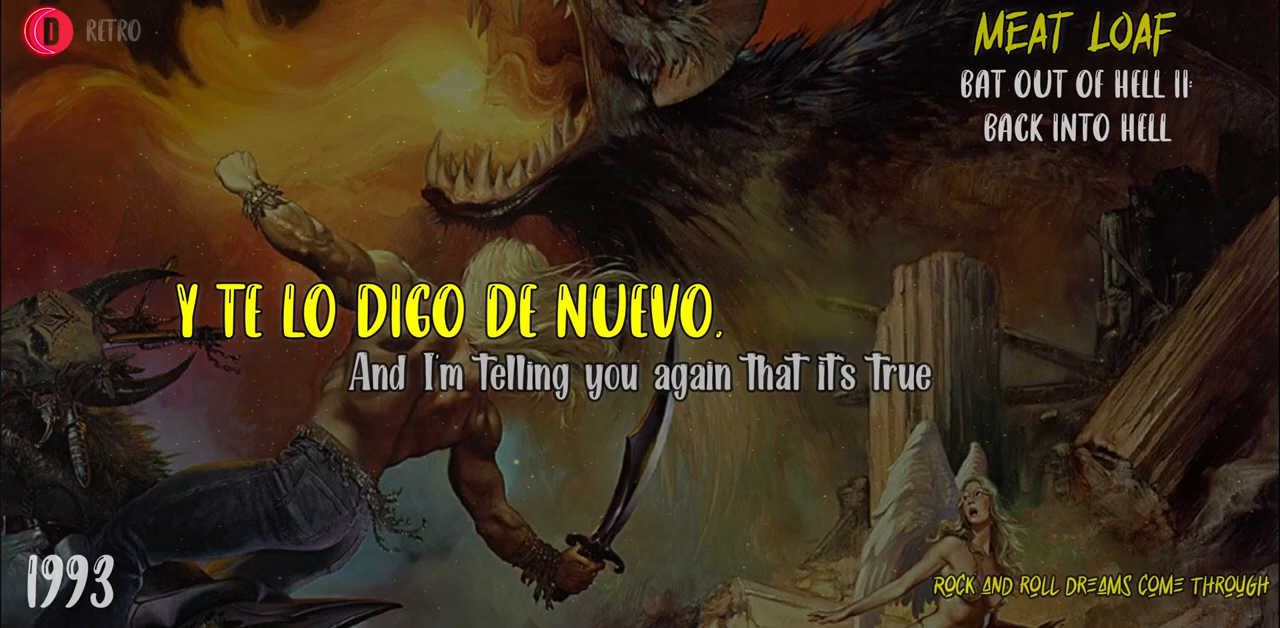 D RETRO
MEAT LOAF
BAT OUT OF HELL II:
BACK INTO HELL
Y TE LO DIGO DE NUEVO.
And I'm telling you again that it's true
1993
ROCK AND ROLL DREAMS COME THROUGH